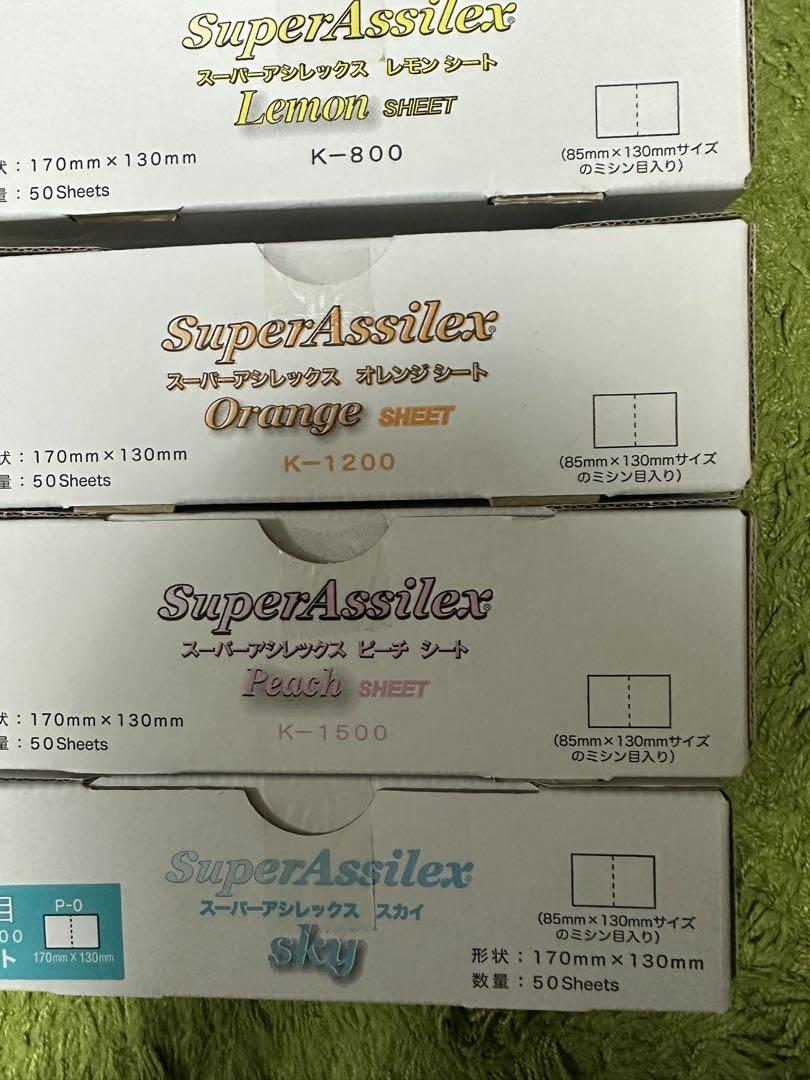 SuperAssilex®
スーパーアシレックス レモン シート
Lemon SHEET
K-800
状：170mm×130mm
量：50Sheets
(85mm×130mmサイズ
のミシン目入り)
SuperAssilex®
スーパーアシレックス オレンジ シート
Orange SHEET
K-1200
状：170mm×130mm
量：50Sheets
(85mm×130mmサイズ
のミシン目入り)
SuperAssilex®
スーパーアシレックス ピーチ シート
Peach SHEET
K-1500
状：170mm×130mm
量：50Sheets
(85mm×130mmサイズ
のミシン目入り)
SuperAssilex®
スーパーアシレックス スカイ
sky
目
00
ト
P-0
170mm×130mm
(85mm×130mmサイズ
のミシン目入り)
形状：170mm×130mm
数量：50Sheets